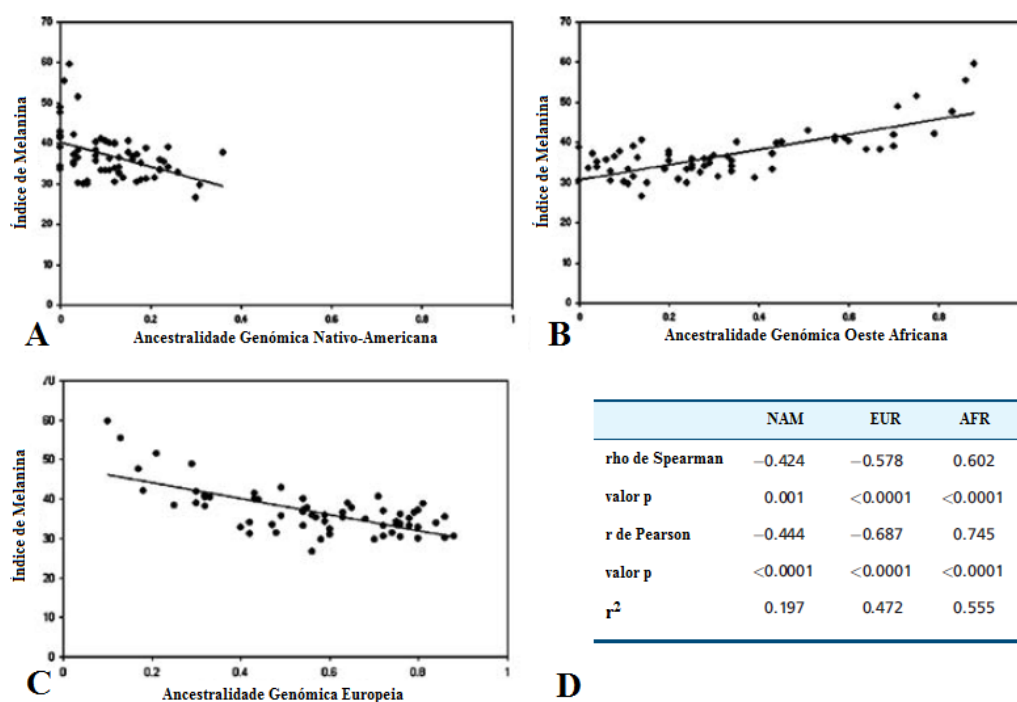 70
60
50
40
30
20
10
0
Índice de Melanina
0 0.2 0.4 0.6 0.8 1
A
Ancestralidade Genómica Nativo-Americana
70
60
50
40
30
20
10
0
Índice de Melanina
0 0.2 0.4 0.6 0.8
B
Ancestralidade Genómica Oeste Africana
70
60
50
40
30
20
10
0
Índice de Melanina
0 0.2 0.4 0.6 0.8 1
C
Ancestralidade Genómica Europeia
NAM EUR AFR
rho de Spearman −0.424 −0.578 0.602
valor p 0.001 <0.0001 <0.0001
r de Pearson −0.444 −0.687 0.745
valor p <0.0001 <0.0001 <0.0001
r² 0.197 0.472 0.555
D